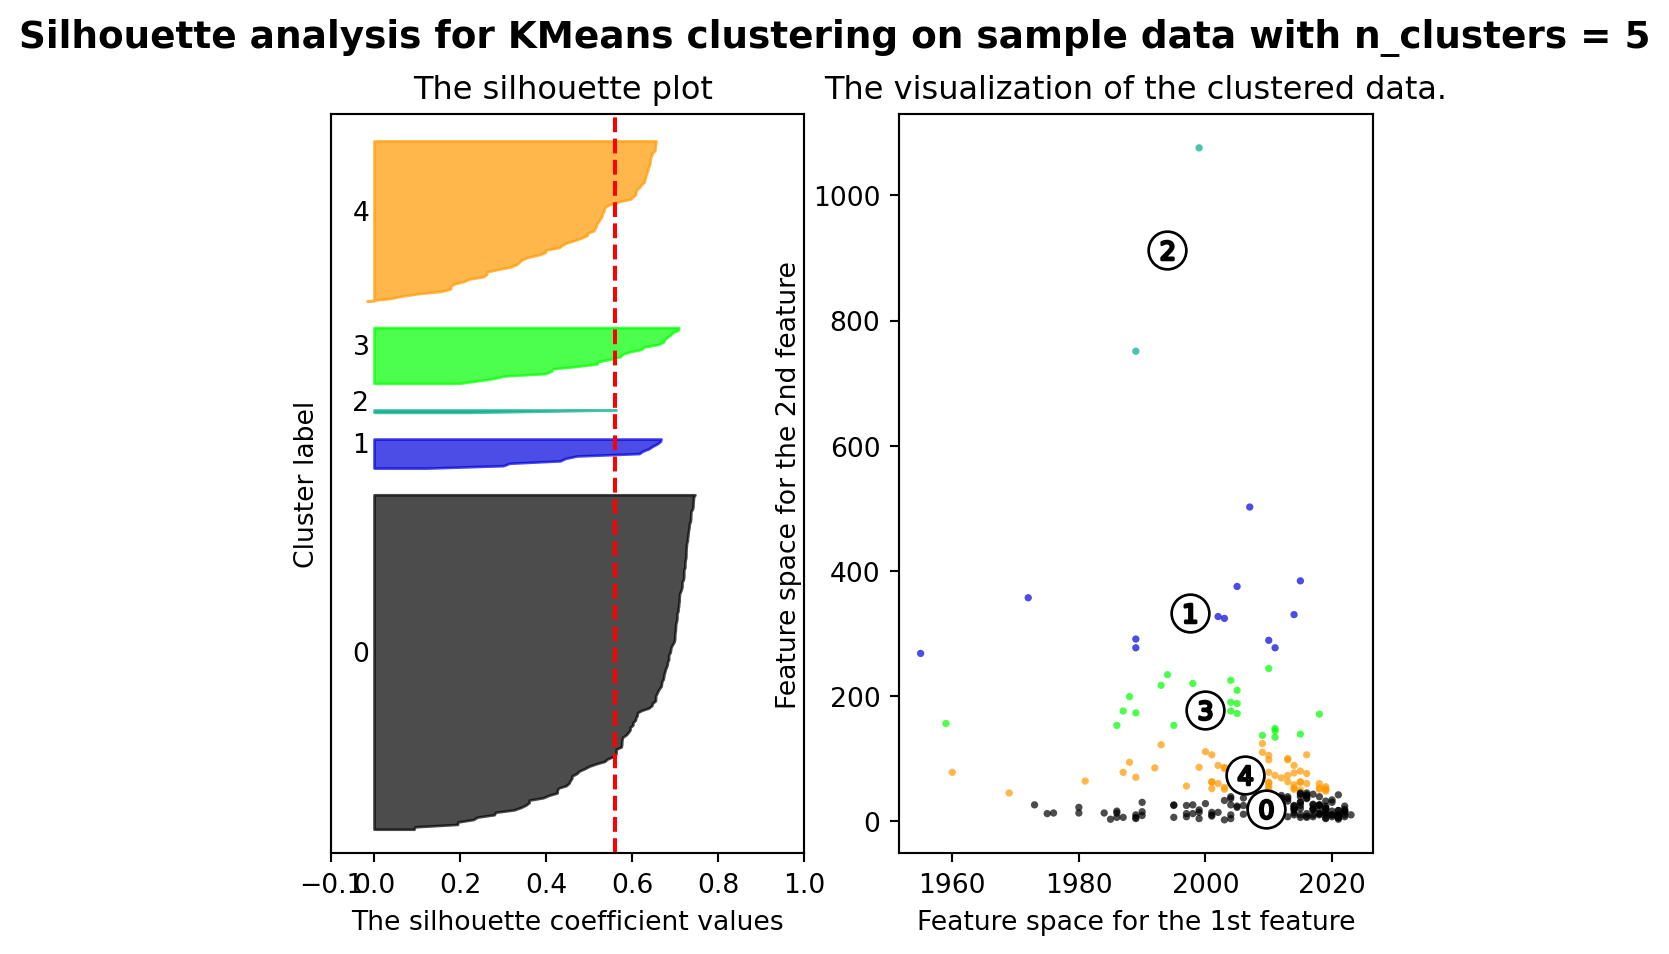 Silhouette analysis for KMeans clustering on sample data with n_clusters = 5
The silhouette plot
4
3
2
1
0
Cluster label
−0.1 0.0 0.2 0.4 0.6 0.8 1.0
The silhouette coefficient values
The visualization of the clustered data.
1000
800
600
400
200
0
Feature space for the 2nd feature
2
1
3
4
0
1960 1980 2000 2020
Feature space for the 1st feature